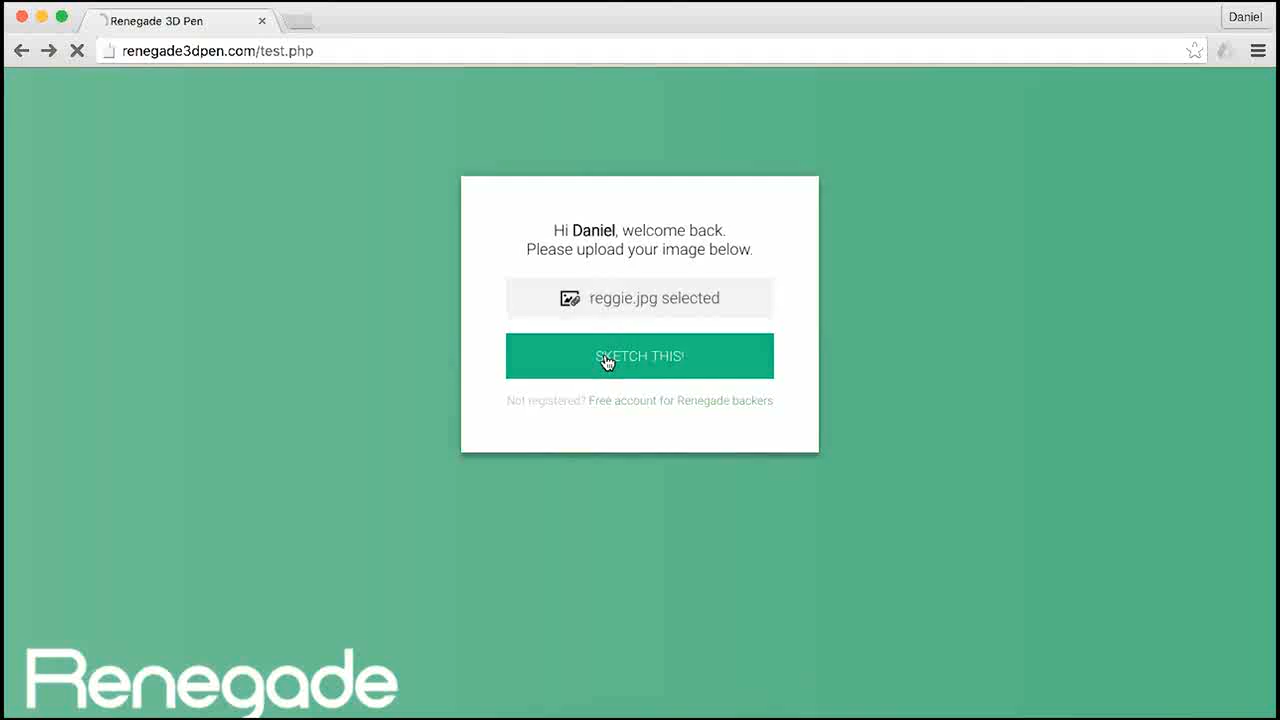 Renegade 3D Pen
Daniel
renegade3dpen.com/test.php
Hi Daniel, welcome back.
Please upload your image below.
reggie.jpg selected
SKETCH THIS!
Not registered? Free account for Renegade backers
Renegade